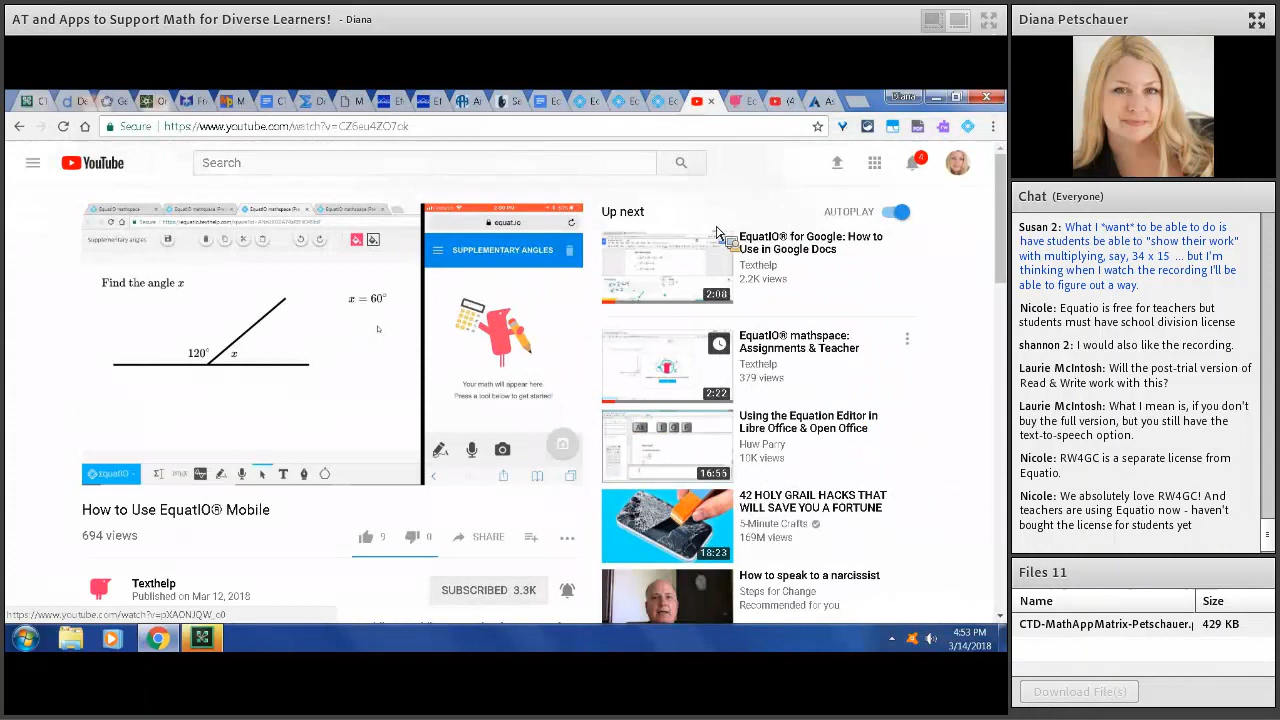 AT and Apps to Support Math for Diverse Learners! - Diana
Diana
Secure https://www.youtube.com/watch?v=CZ6eu4ZO7ok
YouTube
Search
4
Supplementary angles
Find the angle x
x = 60°
120°
x
EquatIO
2:00 PM
equat.io
SUPPLEMENTARY ANGLES
Your math will appear here.
Press a tool below to get started!
How to Use EquatIO® Mobile
694 views
9
0
SHARE
Texthelp
Published on Mar 12, 2018
SUBSCRIBED 3.3K
Up next
AUTOPLAY
EquatIO® for Google: How to
Use in Google Docs
Texthelp
2.2K views
2:08
EquatIO® mathspace:
Assignments & Teacher
Texthelp
379 views
2:22
Using the Equation Editor in
Libre Office & Open Office
Huw Parry
10K views
16:55
42 HOLY GRAIL HACKS THAT
WILL SAVE YOU A FORTUNE
5-Minute Crafts
169M views
18:23
How to speak to a narcissist
Steps for Change
Recommended for you
https://www.youtube.com/watch?v=pXAONJQW_c0
4:53 PM
3/14/2018
Diana Petschauer
Chat (Everyone)
Susan 2: What I *want* to be able to do is
have students be able to "show their work"
with multiplying, say, 34 x 15 ... but I'm
thinking when I watch the recording I'll be
able to figure out a way.
Nicole: Equatio is free for teachers but
students must have school division license
shannon 2: I would also like the recording.
Laurie McIntosh: Will the post-trial version of
Read & Write work with this?
Laurie McIntosh: What I mean is, if you don't
buy the full version, but you still have the
text-to-speech option.
Nicole: RW4GC is a separate license from
Equatio.
Nicole: We absolutely love RW4GC! And
teachers are using Equatio now - haven't
bought the license for students yet
Files 11
Name Size
CTD-MathAppMatrix-Petschauer.p 429 KB
Download File(s)